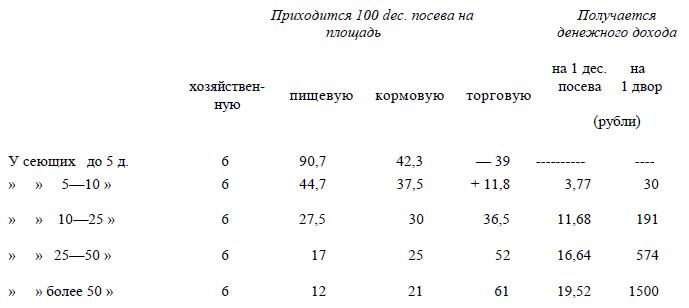 Приходится 100 dec. посева на площадь
Получается денежного дохода
хозяйствен-ную пищевую кормовую торговую на 1 дес. посева на 1 двор
(рубли)
У сеющих до 5 д. 6 90,7 42,3 — 39 ---------- ----
» » 5—10 » 6 44,7 37,5 + 11,8 3,77 30
» » 10—25 » 6 27,5 30 36,5 11,68 191
» » 25—50 » 6 17 25 52 16,64 574
» » более 50 » 6 12 21 61 19,52 1500